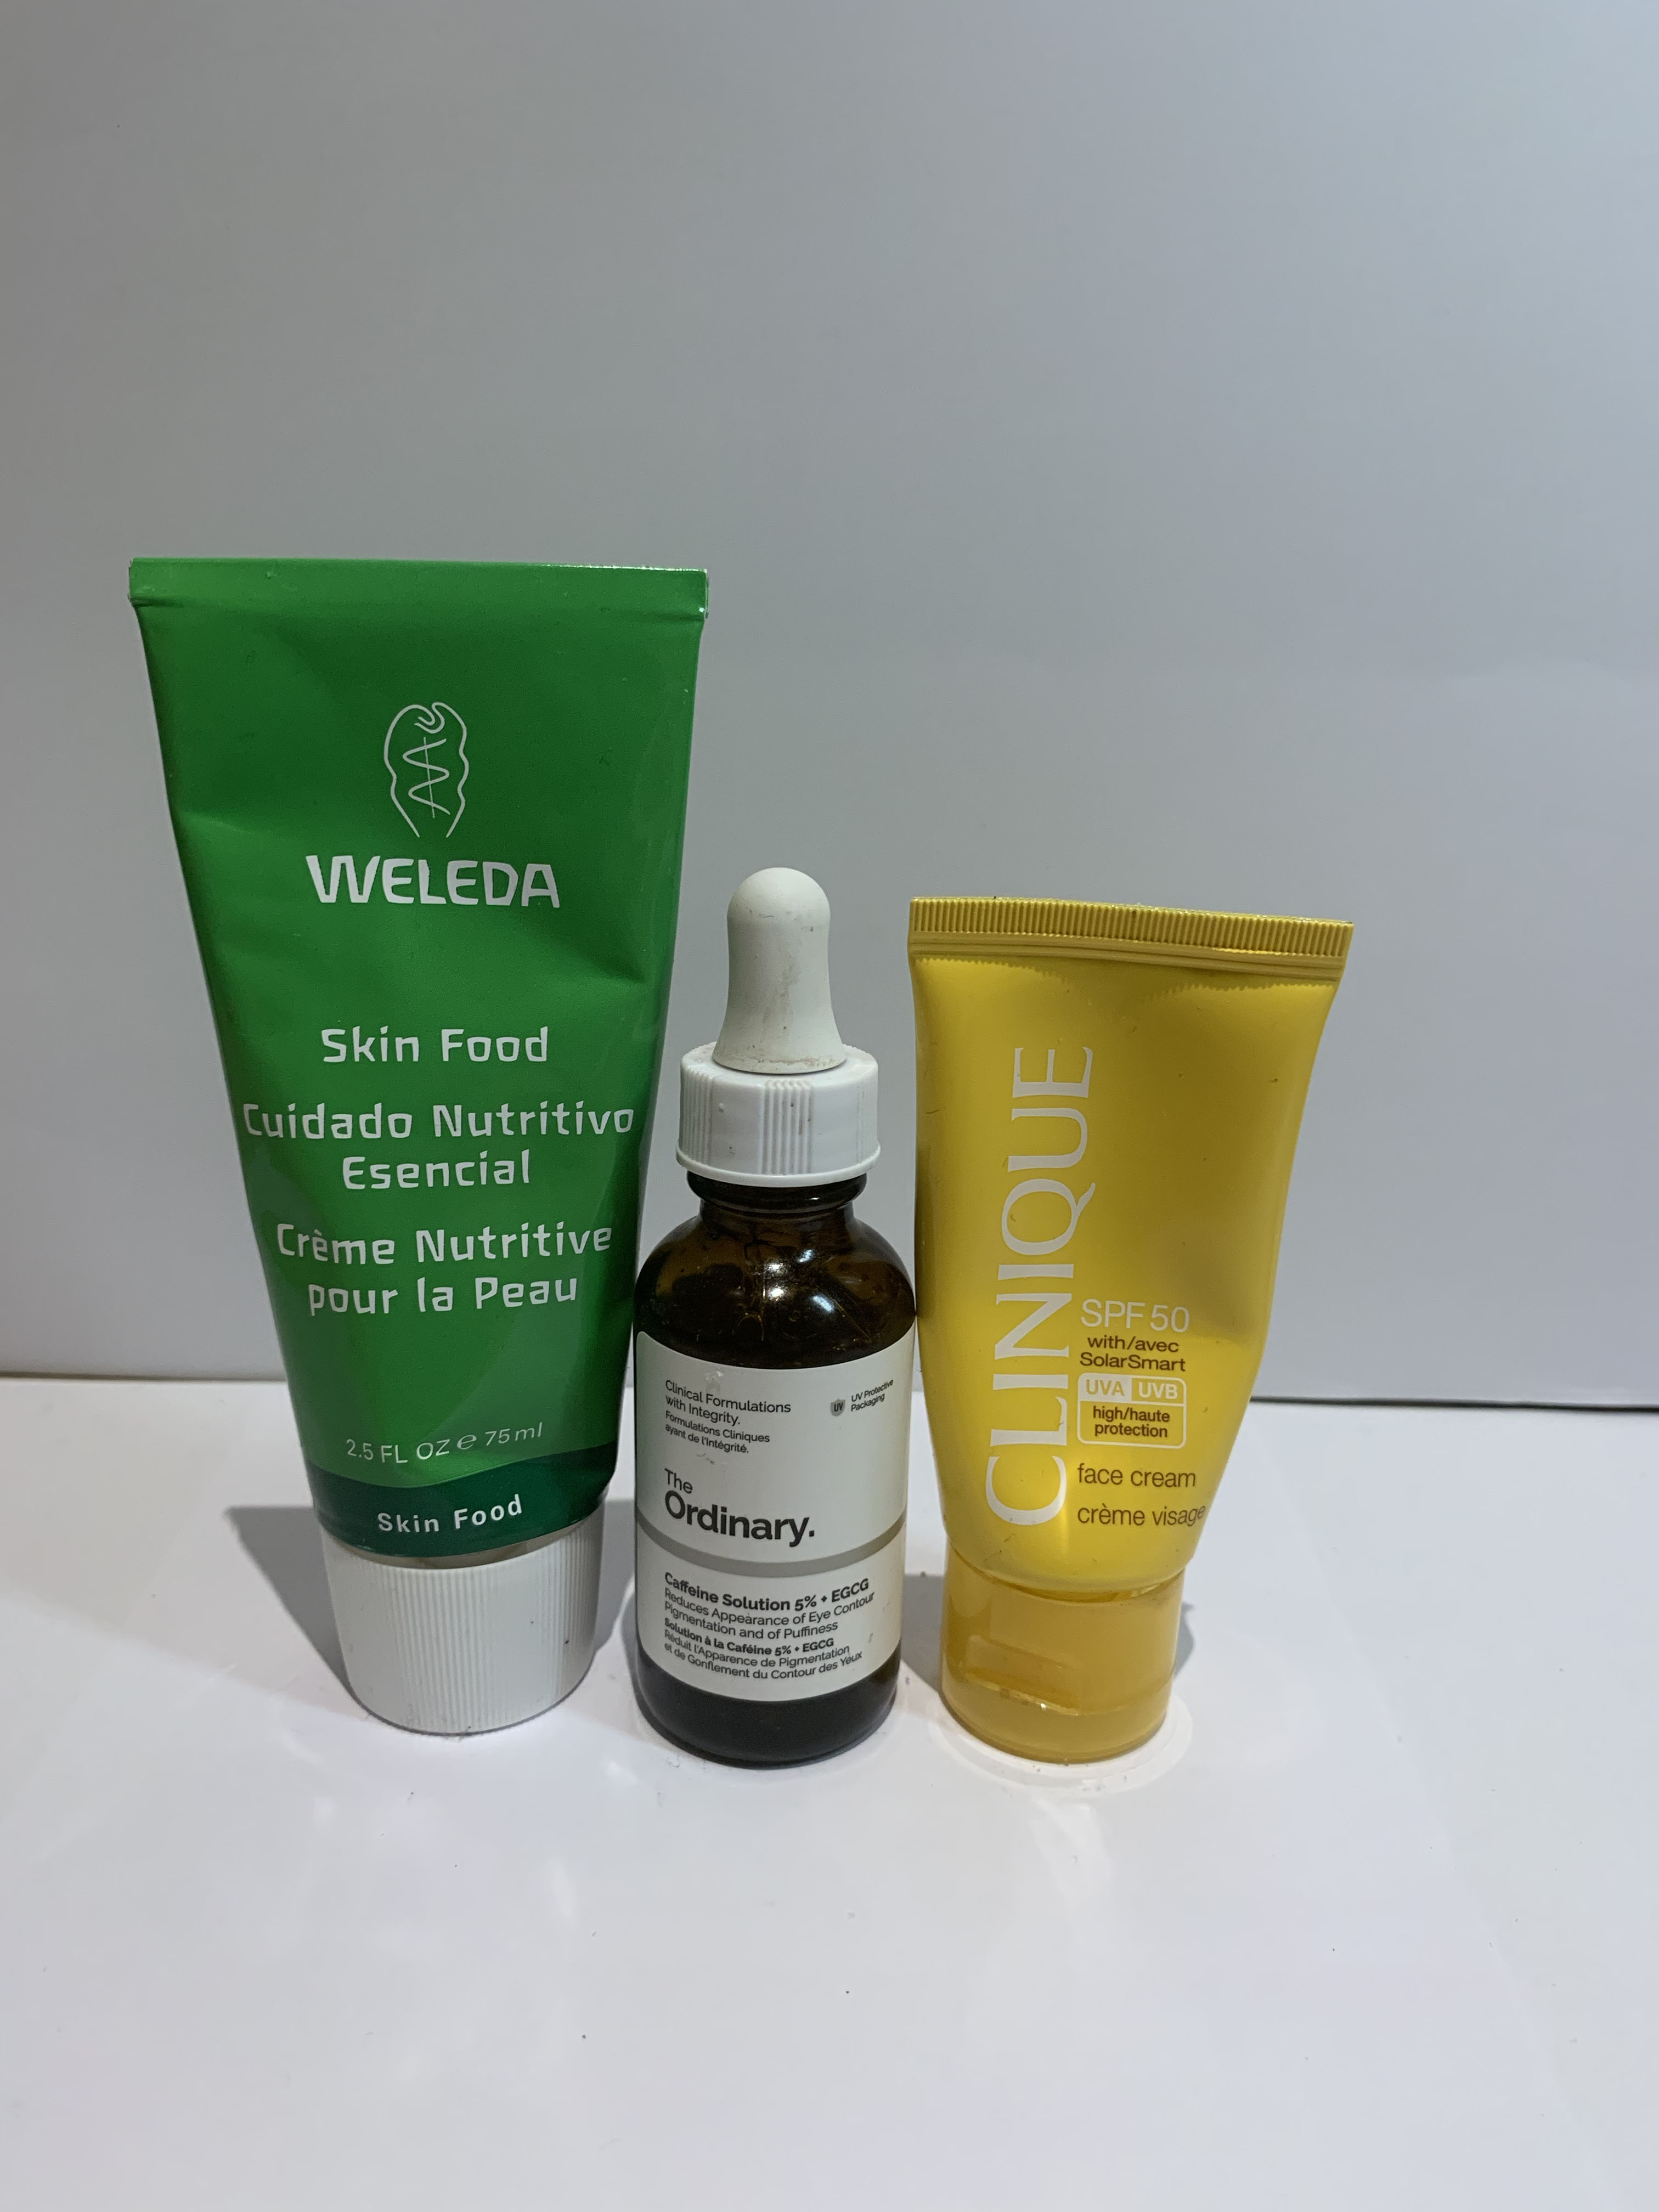 WELEDA
Skin Food
Cuidado Nutritivo
Esencial
Crème Nutritive
pour la Peau
2.5 FL OZ e 75 ml
Skin Food
Clinical Formulations
with Integrity.
Formulations Cliniques
ayant de l'Intégrité.
UV
UV Protective
Packaging
The
Ordinary.
Caffeine Solution 5% + EGCG
Reduces Appearance of Eye Contour
Pigmentation and of Puffiness
Solution à la Caféine 5% + EGCG
Réduit l'Apparence de Pigmentation
et de Gonflement du Contour des Yeux
CLINIQUE
SPF 50
with/avec
SolarSmart
UVA UVB
high/haute
protection
face cream
crème visage